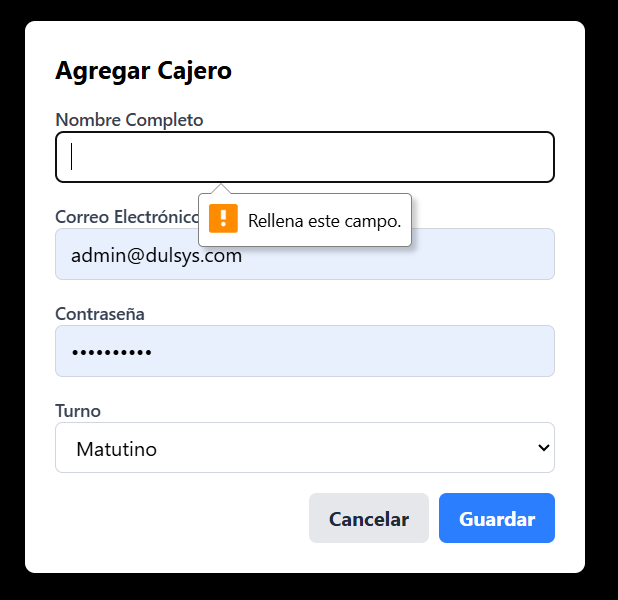 Agregar Cajero
Nombre Completo
Rellena este campo.
Correo Electrónico
admin@dulsys.com
Contraseña
••••••••••
Turno
Matutino
Cancelar
Guardar